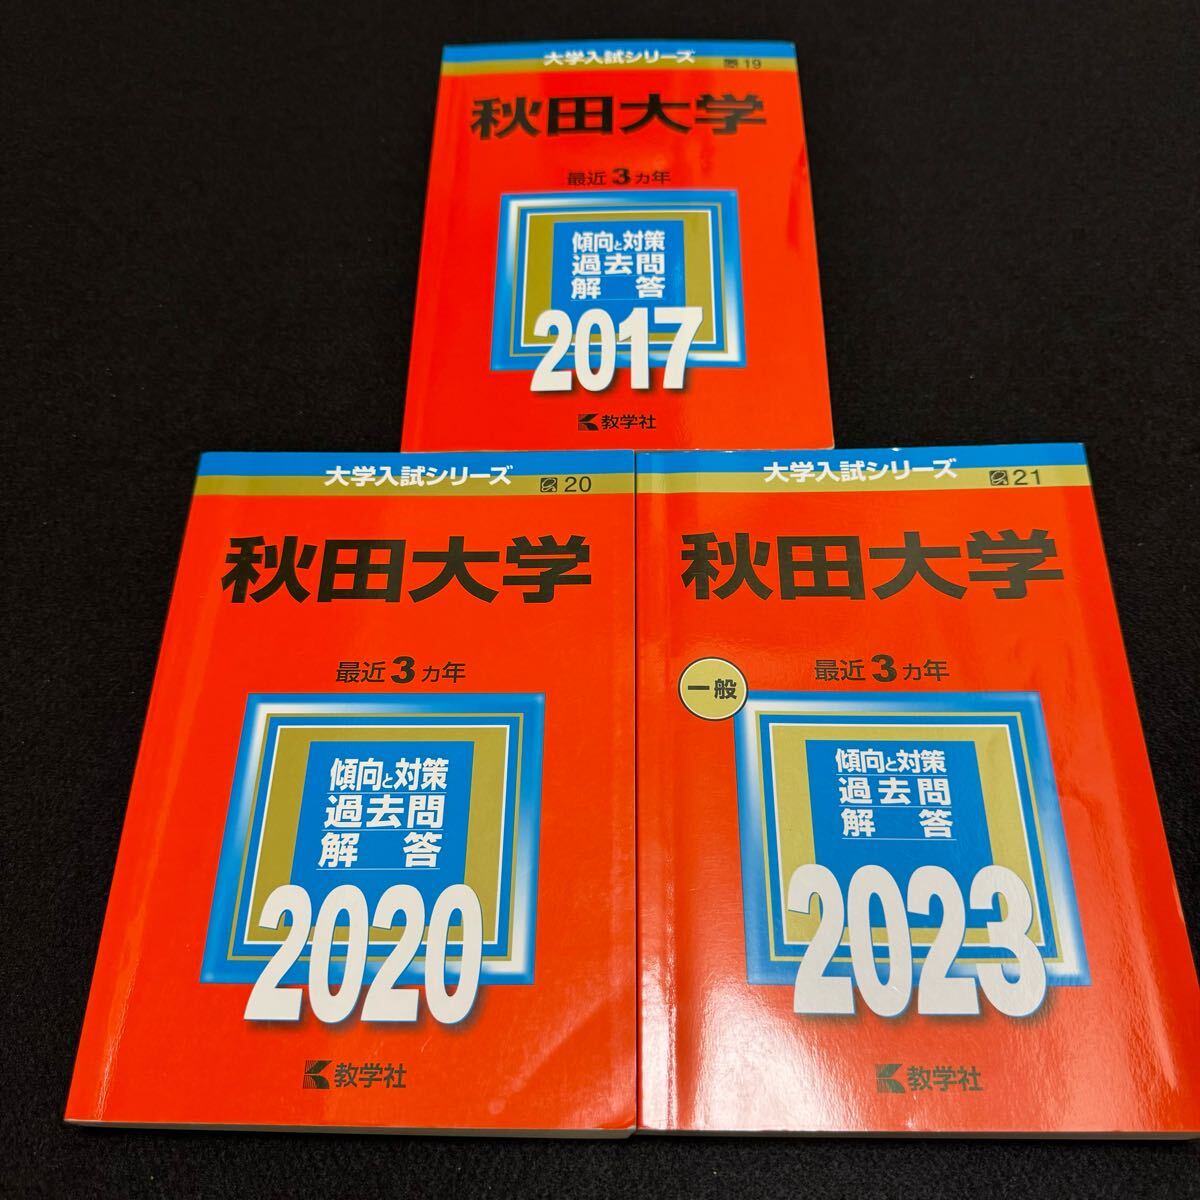 大学入試シリーズ
19
秋田大学
最近3ヵ年
傾向と対策
過去問
解答
2017
教学社
大学入試シリーズ
20
秋田大学
最近3ヵ年
傾向と対策
過去問
解答
2020
教学社
大学入試シリーズ
21
秋田大学
最近3ヵ年
一般
傾向と対策
過去問
解答
2023
教学社